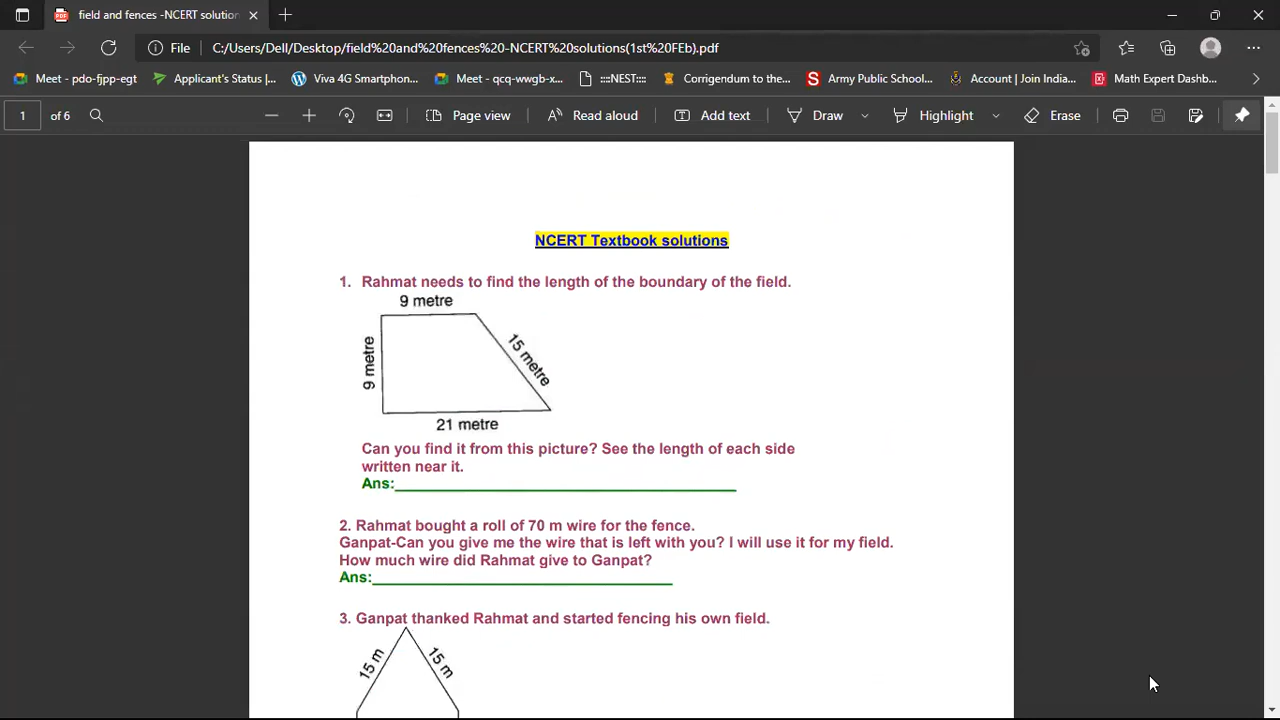 field and fences -NCERT solution
File
C:/Users/Dell/Desktop/field%20and%20fences%20-NCERT%20solutions(1st%20FEb).pdf
Meet - pdo-fjpp-egt
Applicant's Status |...
Viva 4G Smartphon...
Meet - qcq-wwgb-x...
::::NEST::::
Corrigendum to the...
Army Public School...
Account | Join India...
Math Expert Dashb...
1 of 6
Page view
Read aloud
Add text
Draw
Highlight
Erase
NCERT Textbook solutions
1. Rahmat needs to find the length of the boundary of the field.
9 metre
9 metre
15 metre
21 metre
Can you find it from this picture? See the length of each side
written near it.
Ans:
2. Rahmat bought a roll of 70 m wire for the fence.
Ganpat-Can you give me the wire that is left with you? I will use it for my field.
How much wire did Rahmat give to Ganpat?
Ans:
3. Ganpat thanked Rahmat and started fencing his own field.
15 m
15 m